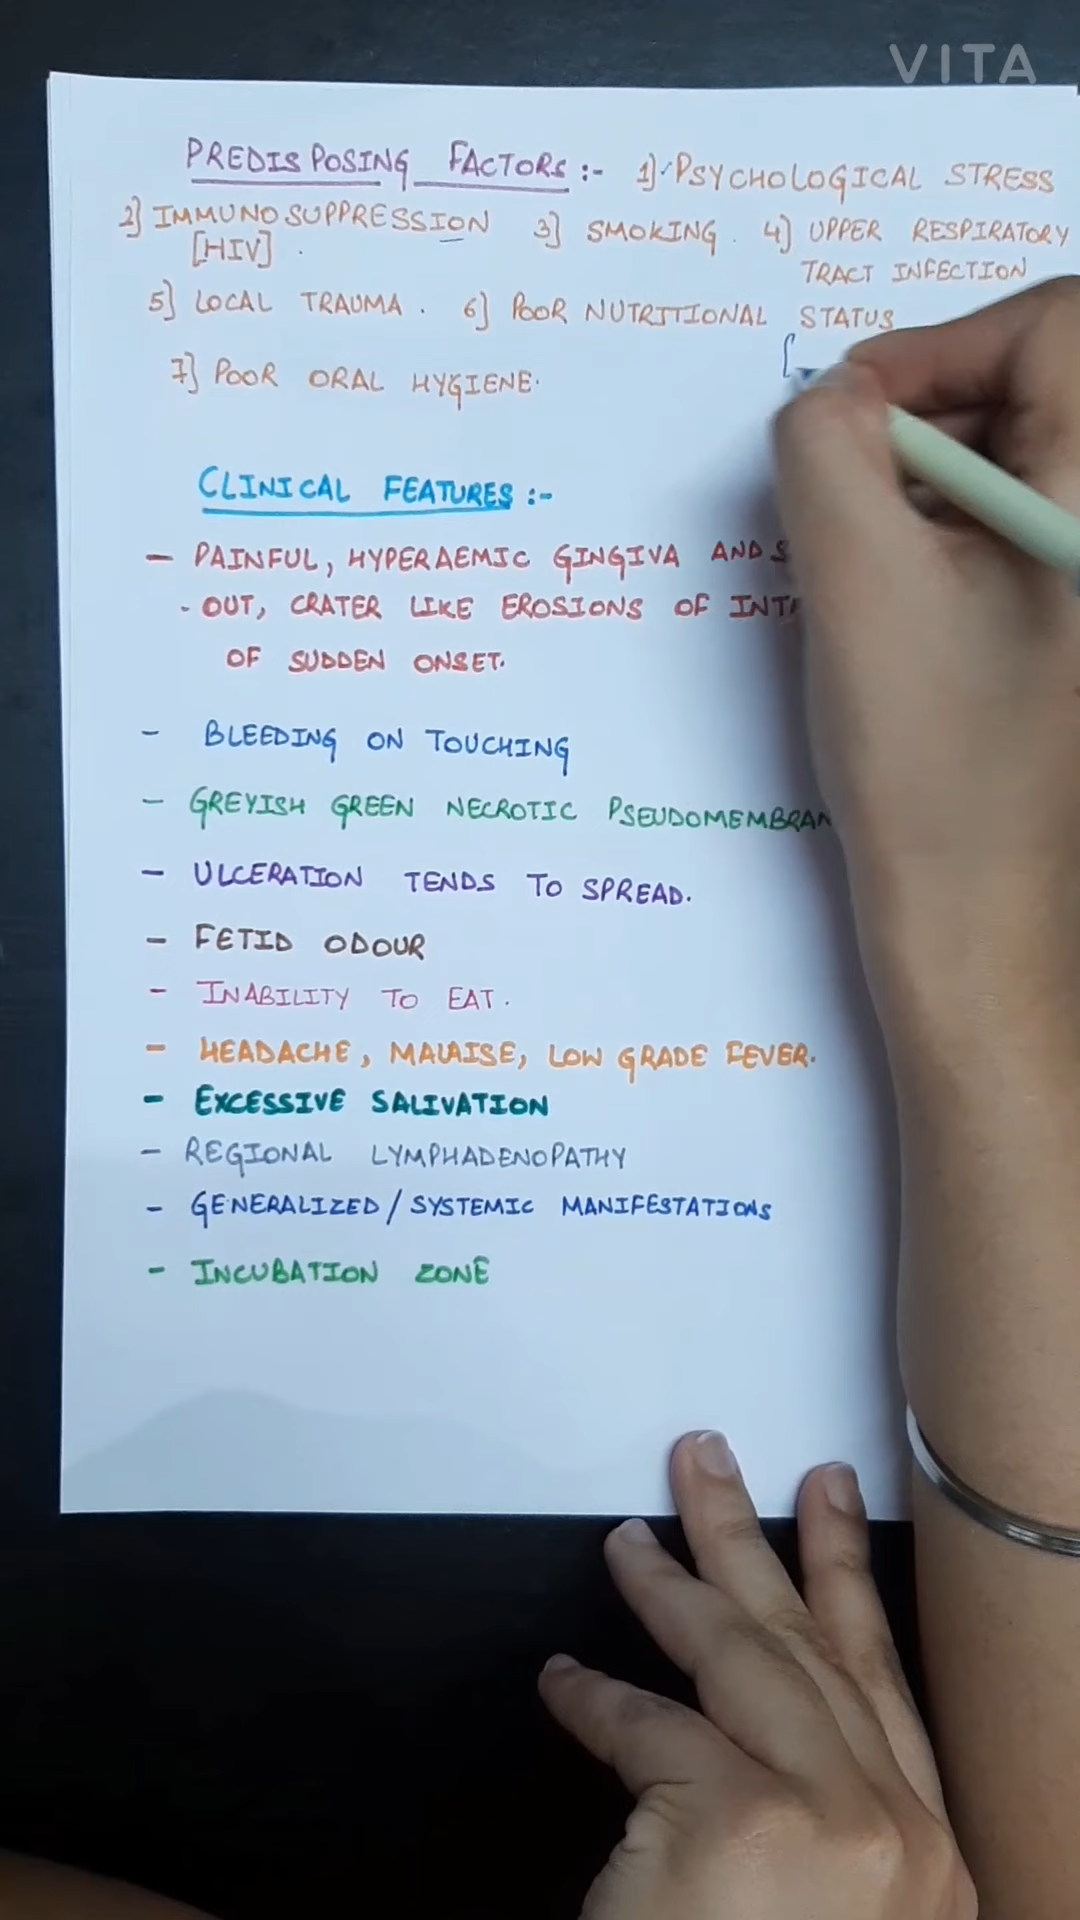 VITA
PREDISPOSING FACTORS :- 1] PSYCHOLOGICAL STRESS
2] IMMUNOSUPPRESSION 3] SMOKING. 4] UPPER RESPIRATORY
[HIV]. TRACT INFECTION
5] LOCAL TRAUMA. 6] POOR NUTRITIONAL STATUS
7] POOR ORAL HYGIENE.
CLINICAL FEATURES :-
- PAINFUL, HYPERAEMIC GINGIVA AND
- OUT, CRATER LIKE EROSIONS OF
OF SUDDEN ONSET.
- BLEEDING ON TOUCHING
- GREYISH GREEN NECROTIC PSEUDOMEMBRAN
- ULCERATION TENDS TO SPREAD.
- FETID ODOUR
- INABILITY TO EAT.
- HEADACHE, MALAISE, LOW GRADE FEVER.
- EXCESSIVE SALIVATION
- REGIONAL LYMPHADENOPATHY
- GENERALIZED/SYSTEMIC MANIFESTATIONS
- INCUBATION ZONE